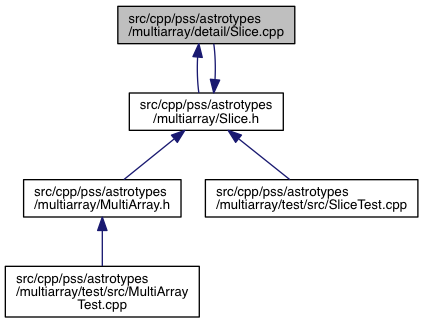 src/cpp/pss/astrotypes
/multiarray/detail/Slice.cpp
src/cpp/pss/astrotypes
/multiarray/Slice.h
src/cpp/pss/astrotypes
/multiarray/MultiArray.h
src/cpp/pss/astrotypes
/multiarray/test/src/SliceTest.cpp
src/cpp/pss/astrotypes
/multiarray/test/src/MultiArray
Test.cpp